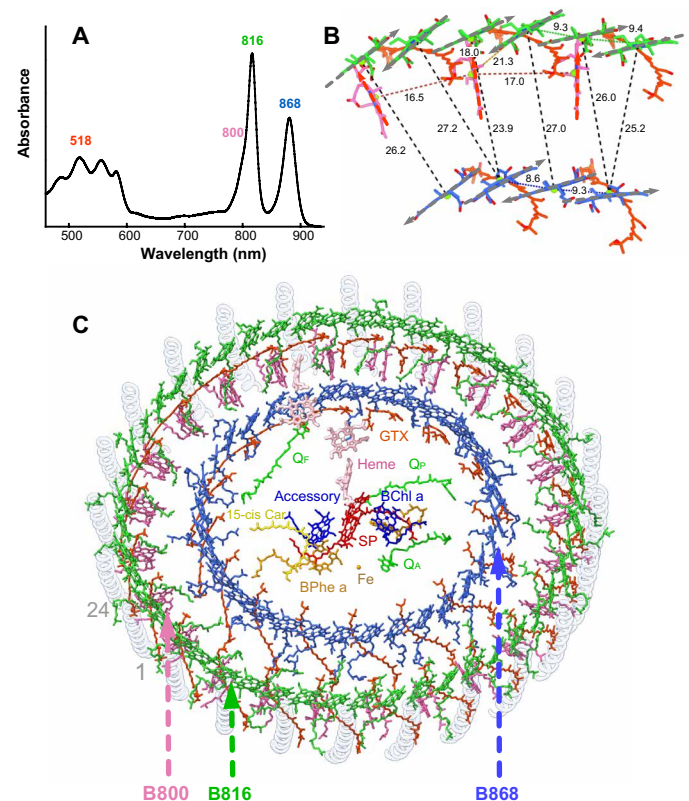 A
816
868
800
518
Absorbance
500 600 700 800 900
Wavelength (nm)
B
9.3
9.4
18.0
21.3
16.5
17.0
26.0
27.2
23.9
27.0
25.2
26.2
8.6
9.3
C
GTX
QF
Heme
QP
Accessory
BChl a
15-cis Car
SP
BPhe a
Fe
QA
24
1
B800 B816 B868